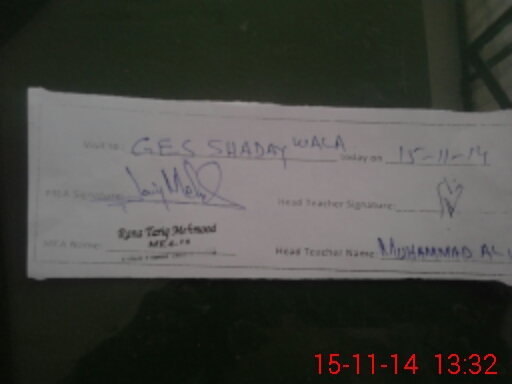 Visit to: GES SHADAY WALA today on 15-11-14
MEA Signature: Head Teacher Signature:
Rana Tariq Mehmood
MEA Name: Head Teacher Name: MUHAMMAD ALI
15-11-14 13:32